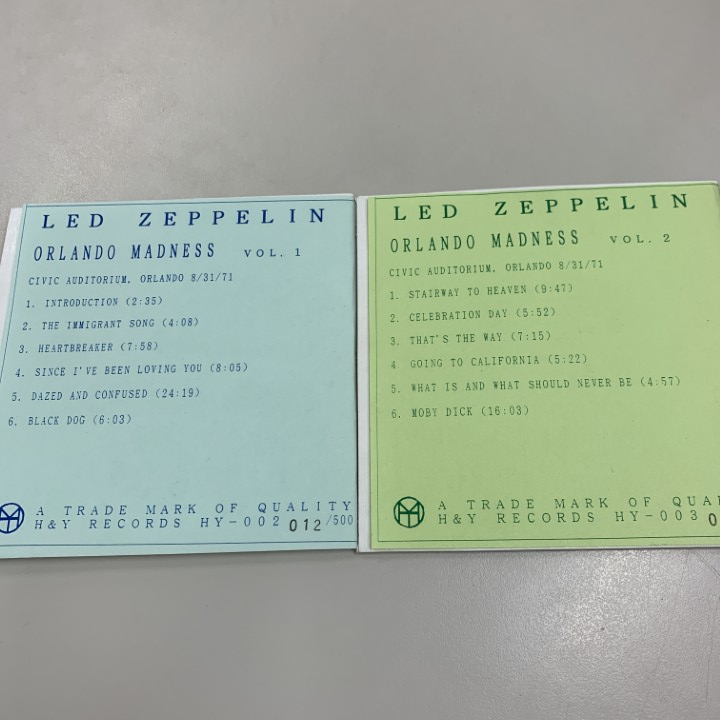 LED ZEPPELIN
ORLANDO MADNESS VOL. 1
CIVIC AUDITORIUM, ORLANDO 8/31/71
1. INTRODUCTION (2:35)
2. THE IMMIGRANT SONG (4:08)
3. HEARTBREAKER (7:58)
4. SINCE I'VE BEEN LOVING YOU (8:05)
5. DAZED AND CONFUSED (24:19)
6. BLACK DOG (6:03)
A TRADE MARK OF QUALITY
H&Y RECORDS HY-002 012/500
LED ZEPPELIN
ORLANDO MADNESS VOL. 2
CIVIC AUDITORIUM, ORLANDO 8/31/71
1. STAIRWAY TO HEAVEN (9:47)
2. CELEBRATION DAY (5:52)
3. THAT'S THE WAY (7:15)
4 GOING TO CALIFORNIA (5:22)
5. WHAT IS AND WHAT SHOULD NEVER BE (4:57)
6. MOBY DICK (16:03)
A TRADE MARK OF
H&Y RECORDS HY-003